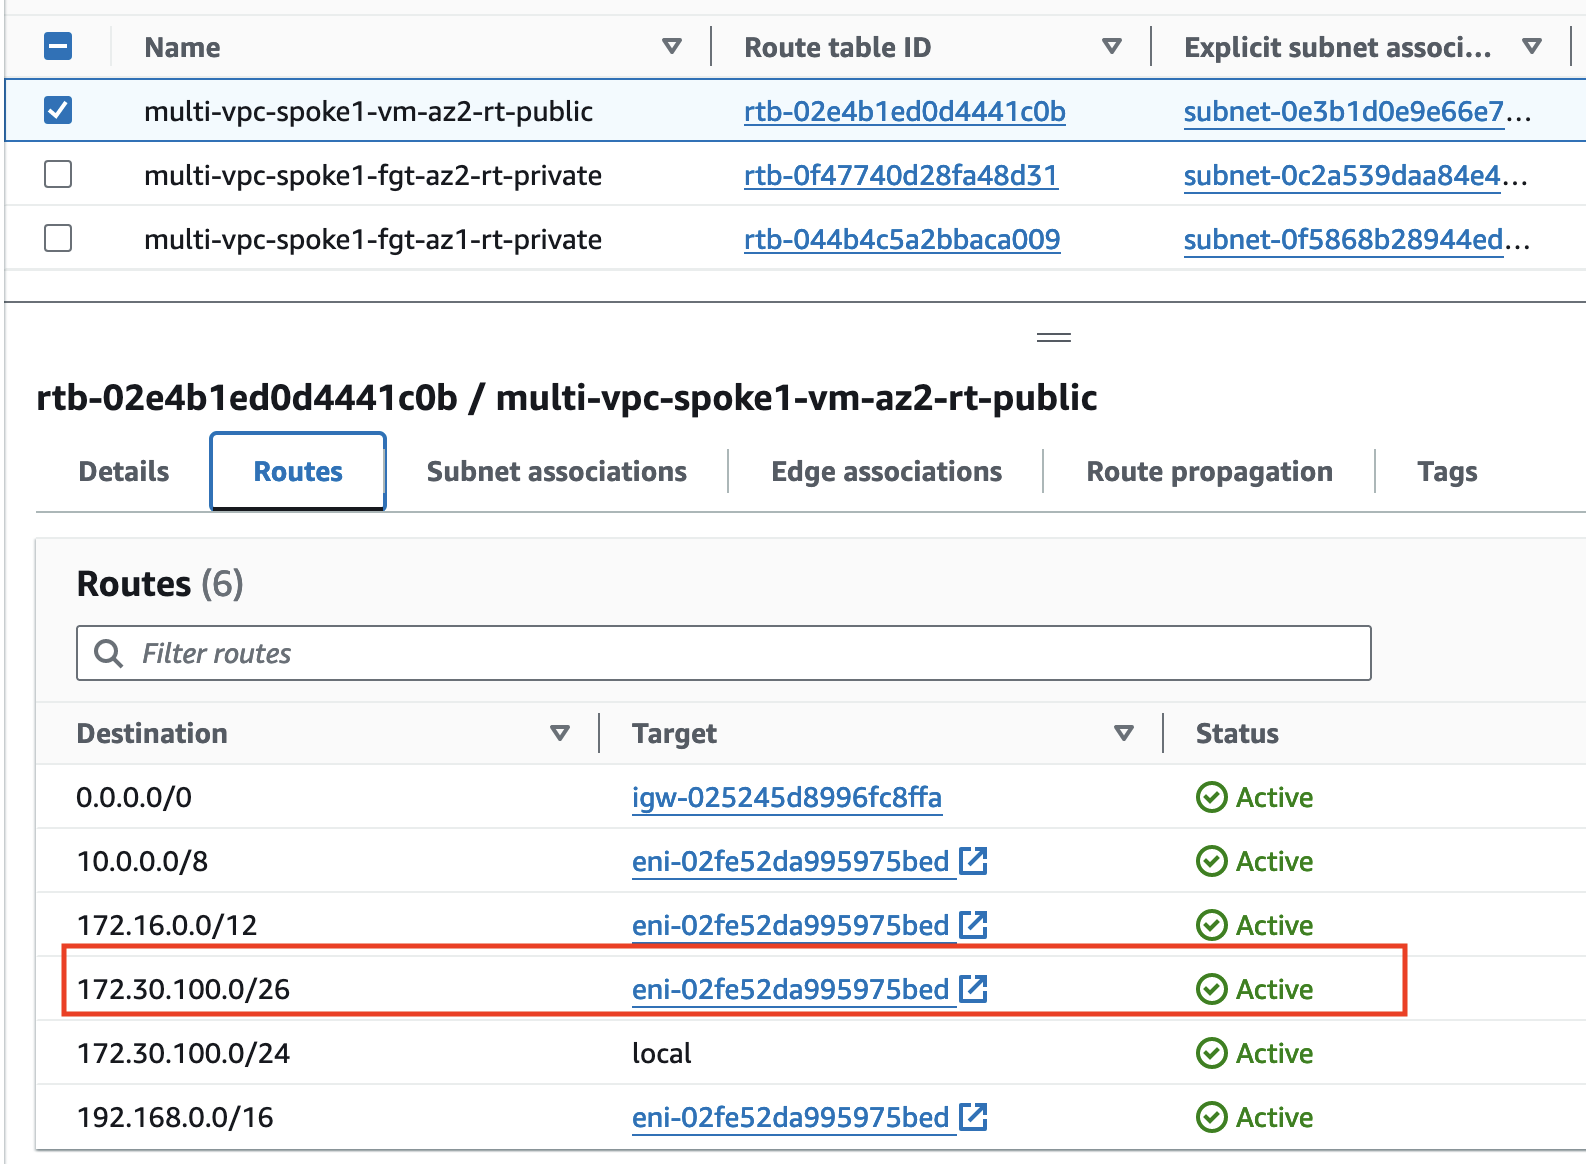 Name Route table ID Explicit subnet associ...
multi-vpc-spoke1-vm-az2-rt-public rtb-02e4b1ed0d4441c0b subnet-0e3b1d0e9e66e7...
multi-vpc-spoke1-fgt-az2-rt-private rtb-0f47740d28fa48d31 subnet-0c2a539daa84e4...
multi-vpc-spoke1-fgt-az1-rt-private rtb-044b4c5a2bbaca009 subnet-0f5868b28944ed...
rtb-02e4b1ed0d4441c0b / multi-vpc-spoke1-vm-az2-rt-public
Details Routes Subnet associations Edge associations Route propagation Tags
Routes (6)
Filter routes
Destination Target Status
0.0.0.0/0 igw-025245d8996fc8ffa Active
10.0.0.0/8 eni-02fe52da995975bed Active
172.16.0.0/12 eni-02fe52da995975bed Active
172.30.100.0/26 eni-02fe52da995975bed Active
172.30.100.0/24 local Active
192.168.0.0/16 eni-02fe52da995975bed Active